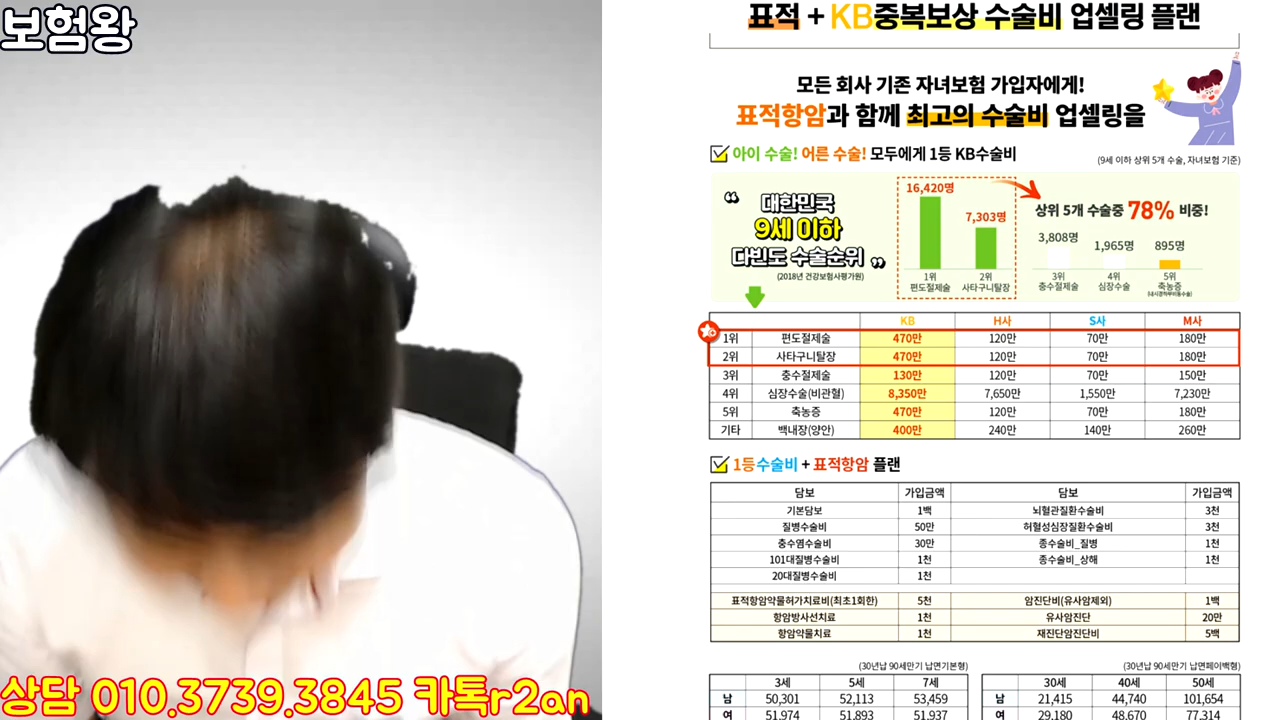 보험왕
표적 + KB중복보상 수술비 업셀링 플랜
모든 회사 기존 자녀보험 가입자에게!
표적항암과 함께 최고의 수술비 업셀링을
아이 수술! 어른 수술! 모두에게 1등 KB수술비
(9세 이하 상위 5개 수술, 자녀보험 기준)
“ 대한민국
9세 이하
다빈도 수술순위 ”
(2018년 건강보험심사평가원)
16,420명
7,303명
상위 5개 수술중 78% 비중!
3,808명
1,965명
895명
1위 2위 3위 4위 5위
편도절제술 사타구니탈장 충수절제술 심장수술 축농증
(내시경적부비동수술)
KB H사 S사 M사
1위 편도절제술 470만 120만 70만 180만
2위 사타구니탈장 470만 120만 70만 180만
3위 충수절제술 130만 120만 70만 150만
4위 심장수술(비관혈) 8,350만 7,650만 1,550만 7,230만
5위 축농증 470만 120만 70만 180만
기타 백내장(양안) 400만 240만 140만 260만
1등수술비 + 표적항암 플랜
담보 가입금액 담보 가입금액
기본담보 1백 뇌혈관질환수술비 3천
질병수술비 50만 허혈성심장질환수술비 3천
충수염수술비 30만 종수술비_질병 1천
101대질병수술비 1천 종수술비_상해 1천
20대질병수술비 1천
표적항암약물허가치료비(최초1회한) 5천 암진단비(유사암제외) 1백
항암방사선치료 1천 유사암진단 20만
항암약물치료 1천 재진단암진단비 5백
(30년납 90세만기 납면기본형) (30년납 90세만기 납면페이백형)
3세 5세 7세 30세 40세 50세
남 50,301 52,113 53,459 남 21,415 44,740 101,654
여 51,974 51,893 51,937 여 29,180 48,670 77,314
상담 010.3739.3845 카톡r2an